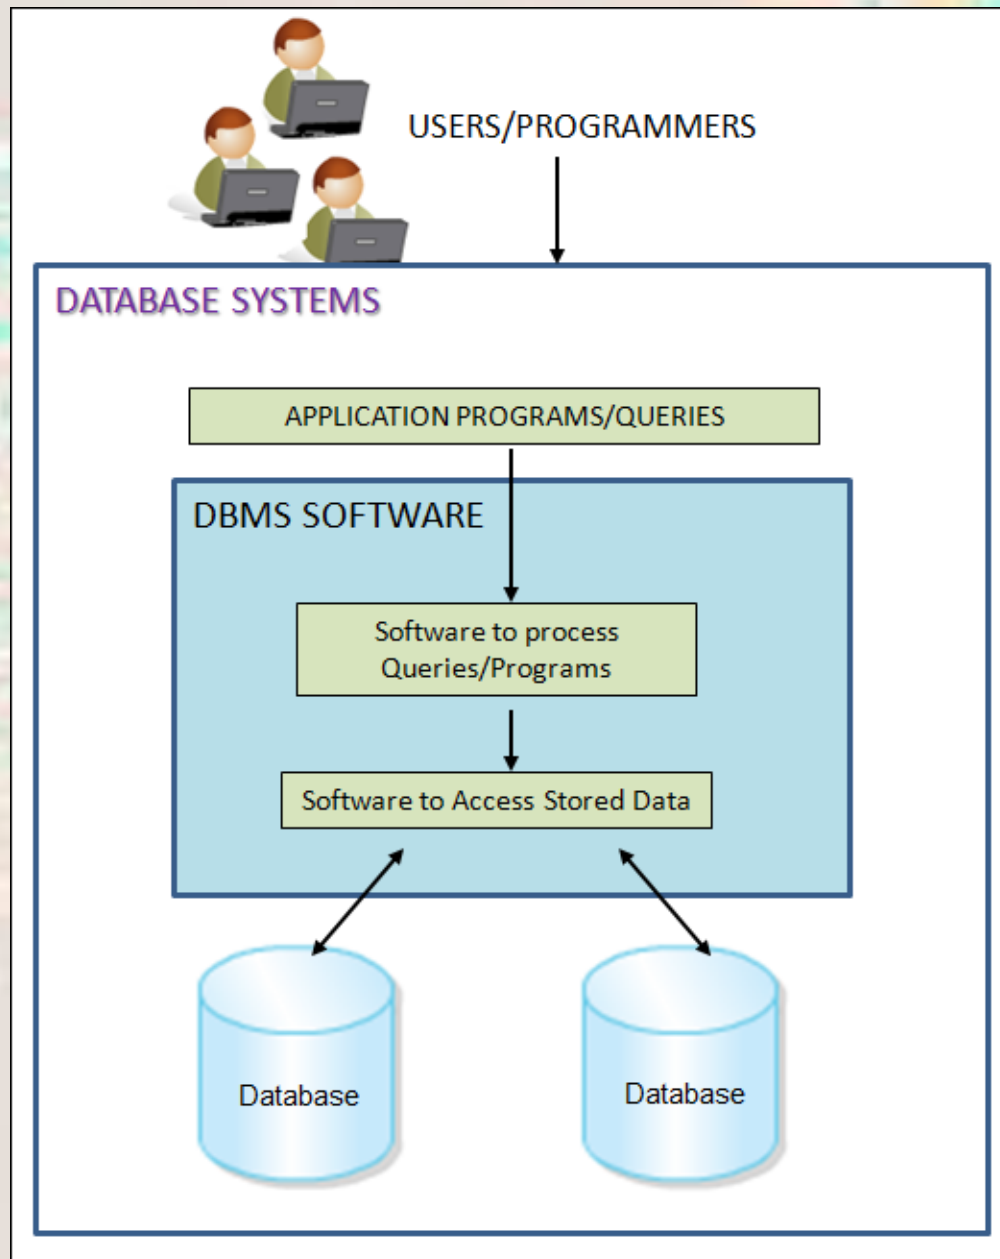 USERS/PROGRAMMERS
DATABASE SYSTEMS
APPLICATION PROGRAMS/QUERIES
DBMS SOFTWARE
Software to process
Queries/Programs
Software to Access Stored Data
Database
Database